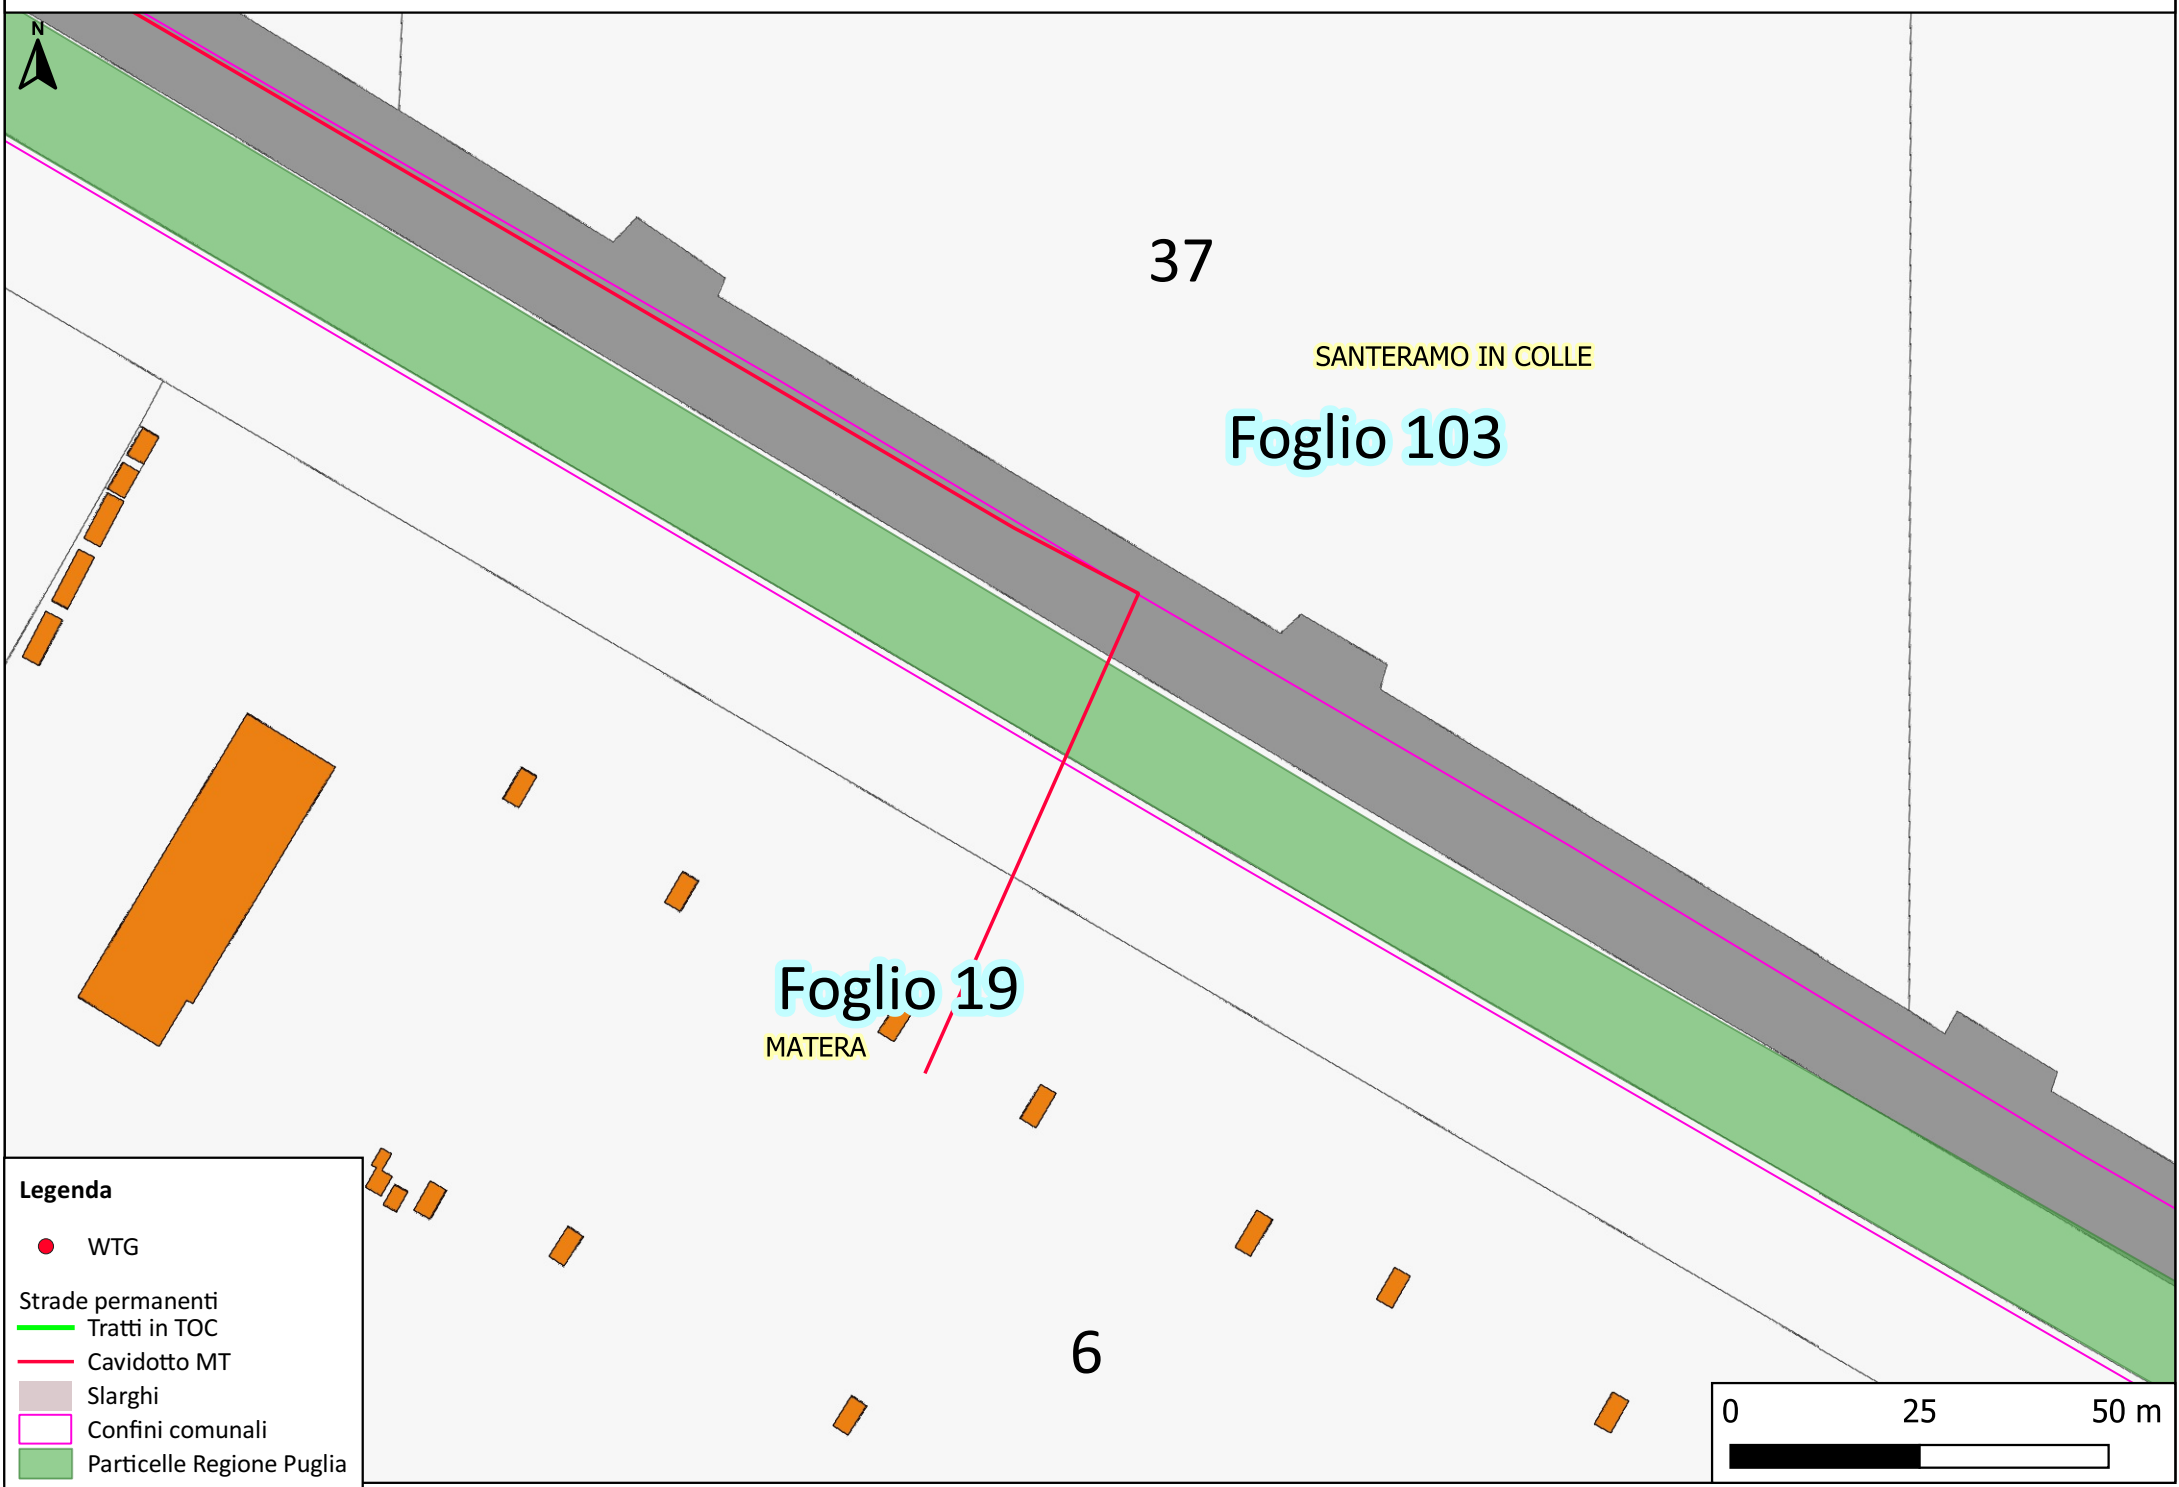 N
37
SANTERAMO IN COLLE
Foglio 103
Foglio 19
MATERA
6
Legenda
WTG
Strade permanenti
Tratti in TOC
Cavidotto MT
Slarghi
Confini comunali
Particelle Regione Puglia
0 25 50 m